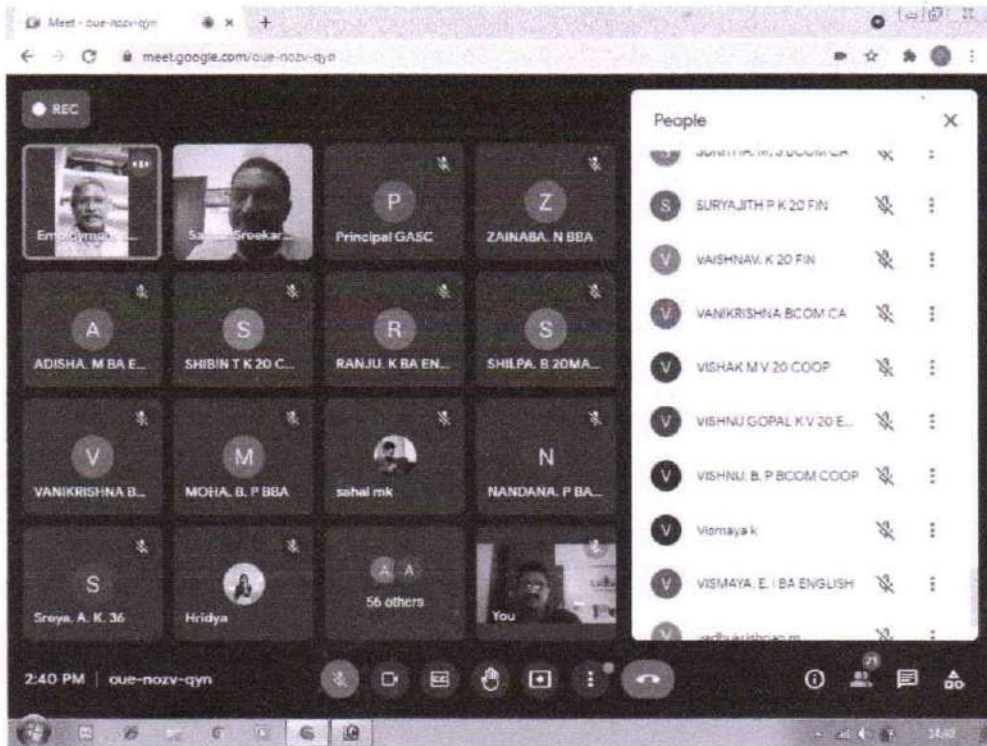 Meet - oue-nozv-qyn
meet.google.com/oue-nozv-qyn
REC
People
SURYAJITH P K 20 FIN
VAISHNAV. K 20 FIN
VANIKRISHNA BCOM CA
VISHAK M V 20 COOP
VISHNU GOPAL K V 20 E...
VISHNU. B. P BCOM COOP
Vismaya k
VISMAYA. E. I BA ENGLISH
P
Principal GASC
Z
ZAINABA. N BBA
A
ADISHA. M BA E...
S
SHIBIN T K 20 C...
R
RANJU. K BA EN...
S
SHILPA. B 20MA...
V
VANIKRISHNA B...
M
MOHA. B. P BBA
sahal mk
N
NANDANA. P BA...
S
Sreya. A. K. 36
Hridya
A A
56 others
You
2:40 PM | oue-nozv-qyn
71
14:40